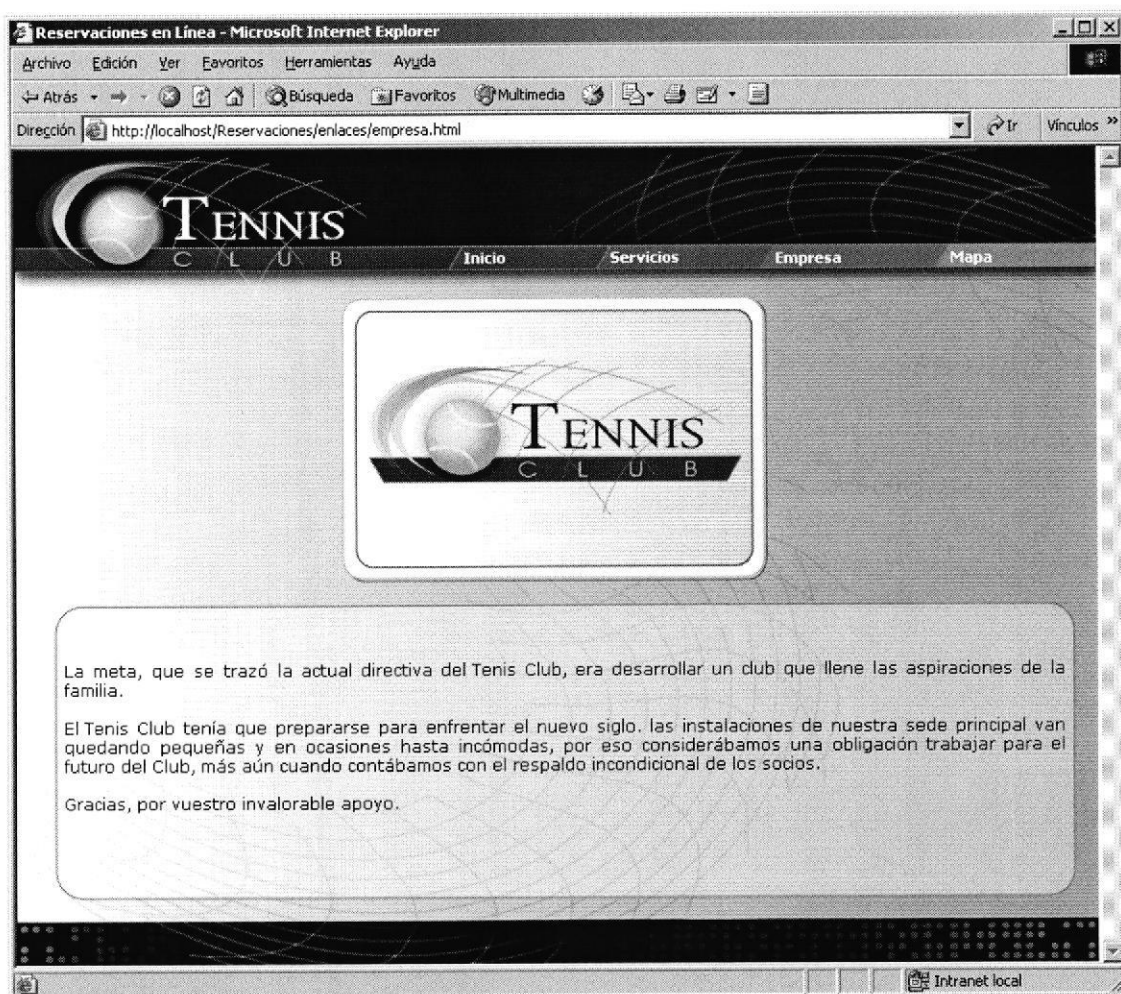 Reservaciones en Línea - Microsoft Internet Explorer
Archivo Edición Ver Favoritos Herramientas Ayuda
Atrás Búsqueda Favoritos Multimedia
Dirección http://localhost/Reservaciones/enlaces/empresa.html Ir Vínculos »
TENNIS
CLUB
Inicio Servicios Empresa Mapa
TENNIS
CLUB
La meta, que se trazó la actual directiva del Tenis Club, era desarrollar un club que llene las aspiraciones de la
familia.
El Tenis Club tenía que prepararse para enfrentar el nuevo siglo. las instalaciones de nuestra sede principal van
quedando pequeñas y en ocasiones hasta incómodas, por eso considerábamos una obligación trabajar para el
futuro del Club, más aún cuando contábamos con el respaldo incondicional de los socios.
Gracias, por vuestro invalorable apoyo.
Intranet local